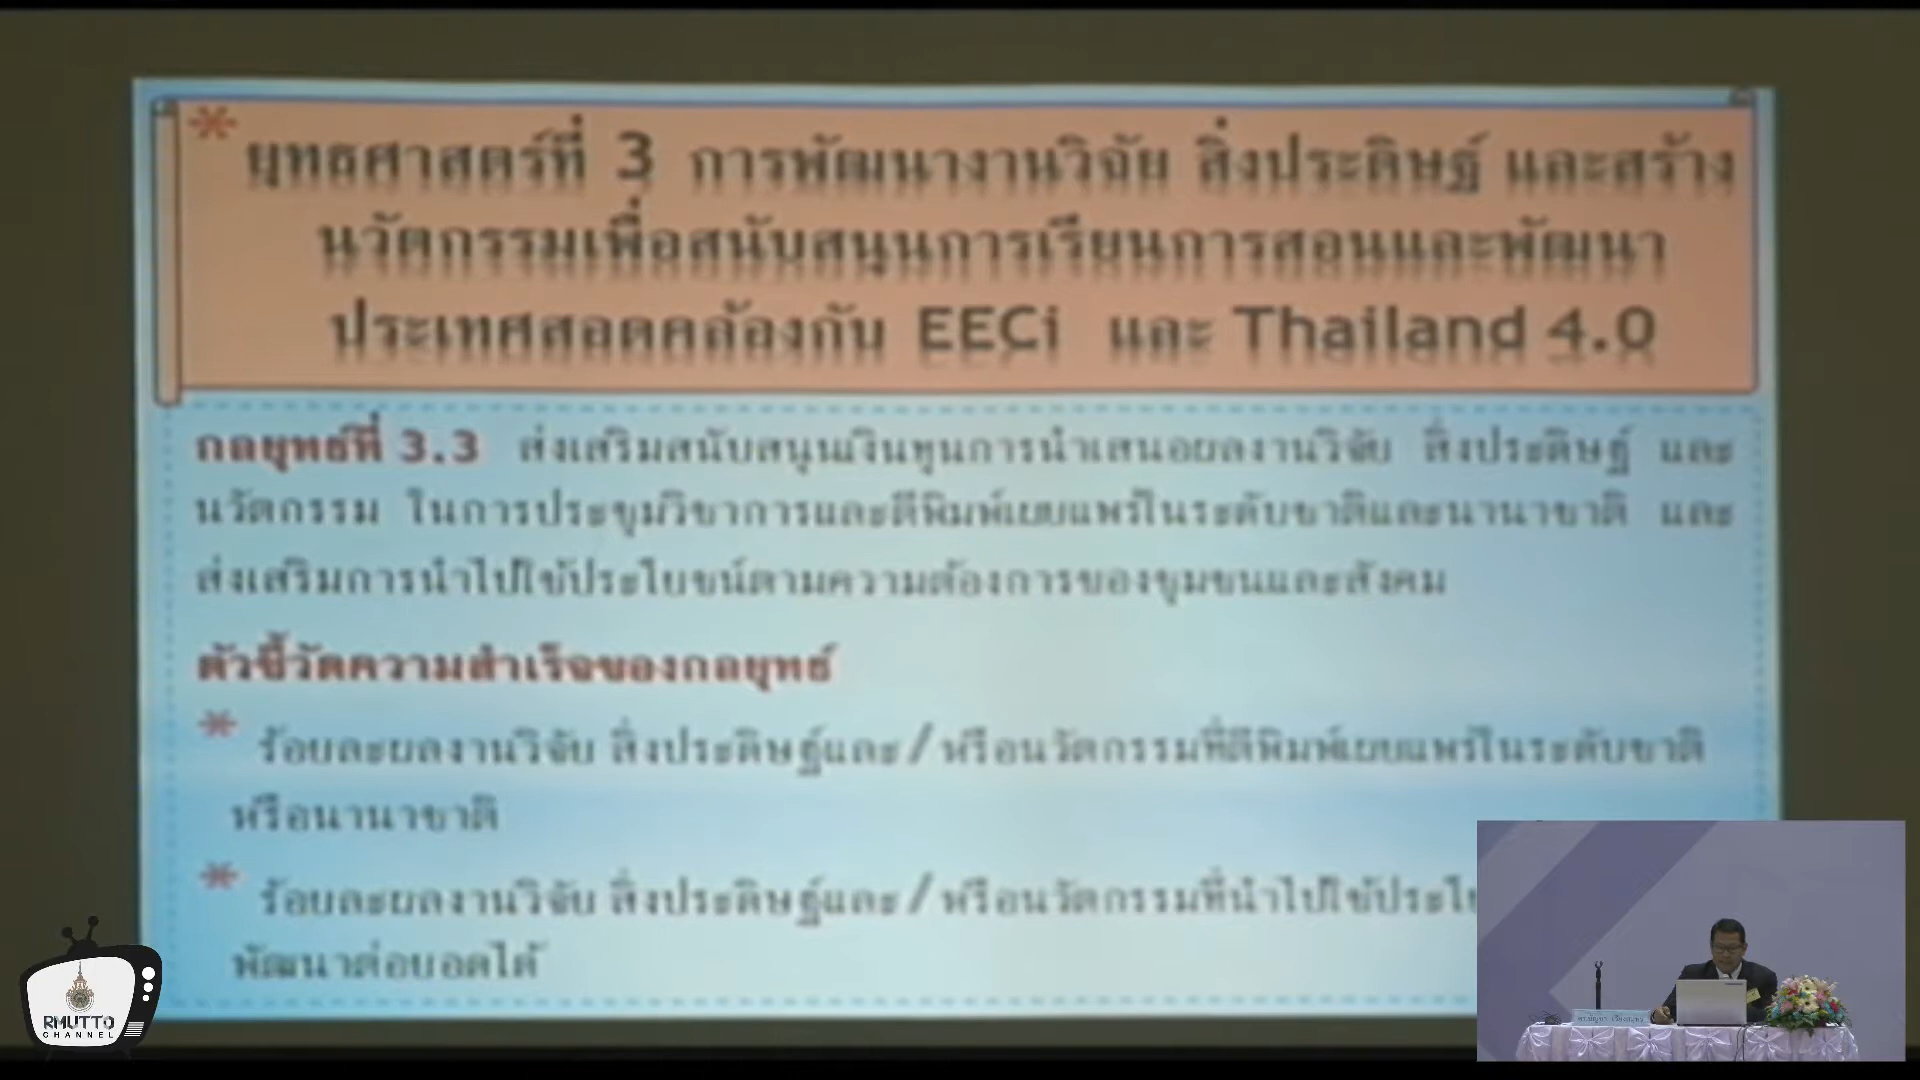 * ยุทธศาสตร์ที่ 3 การพัฒนางานวิจัย สิ่งประดิษฐ์ และสร้าง
นวัตกรรมเพื่อสนับสนุนการเรียนการสอนและพัฒนา
ประเทศสอดคล้องกับ EECi และ Thailand 4.0
กลยุทธ์ที่ 3.3 ส่งเสริมสนับสนุนเงินทุนการนำเสนอผลงานวิจัย สิ่งประดิษฐ์ และ
นวัตกรรม ในการประชุมวิชาการและตีพิมพ์เผยแพร่ในระดับชาติและนานาชาติ และ
ส่งเสริมการนำไปใช้ประโยชน์ตามความต้องการของชุมชนและสังคม
ตัวชี้วัดความสำเร็จของกลยุทธ์
* ร้อยละผลงานวิจัย สิ่งประดิษฐ์และ/หรือนวัตกรรมที่ตีพิมพ์เผยแพร่ในระดับชาติ
หรือนานาชาติ
* ร้อยละผลงานวิจัย สิ่งประดิษฐ์และ/หรือนวัตกรรมที่นำไปใช้ประโย
พัฒนาต่อยอดได้
RMUTTO
CHANNEL